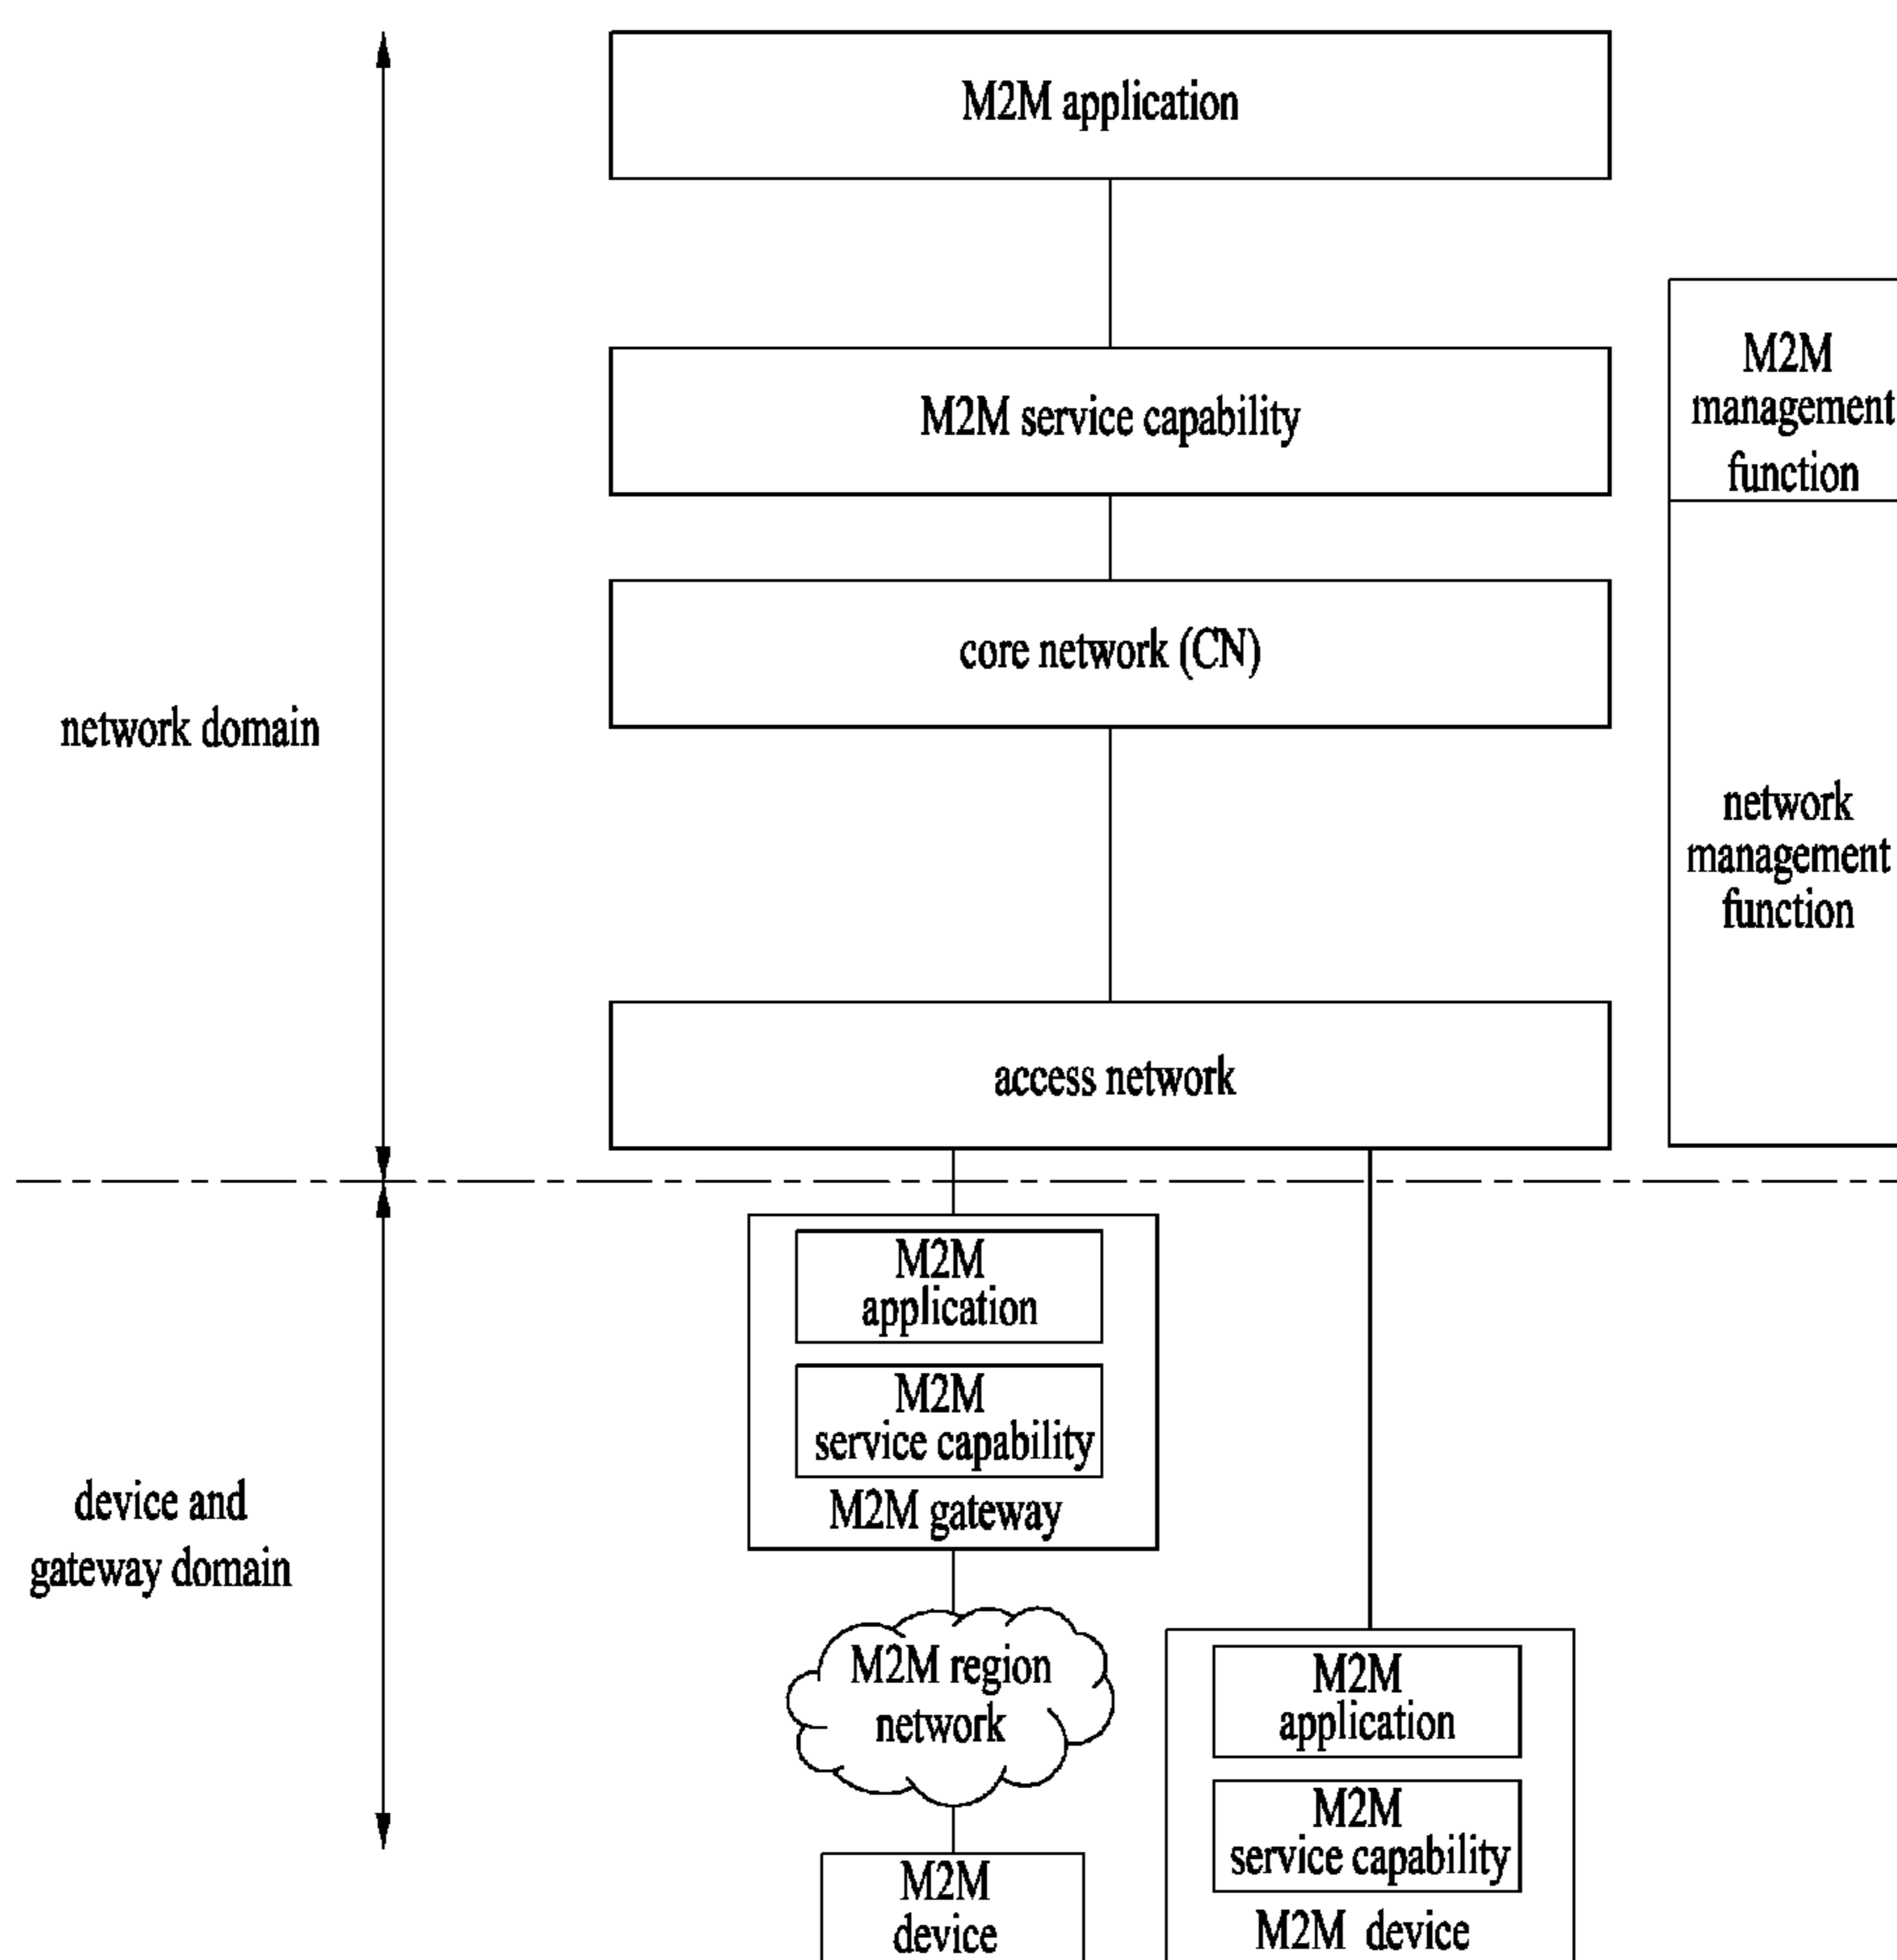 M2M application
M2M service capability
M2M
management
function
core network (CN)
network domain
network
management
function
access network
M2M
application
M2M
service capability
M2M gateway
device and
gateway domain
M2M region
network
M2M
application
M2M
service capability
M2M device
M2M
device